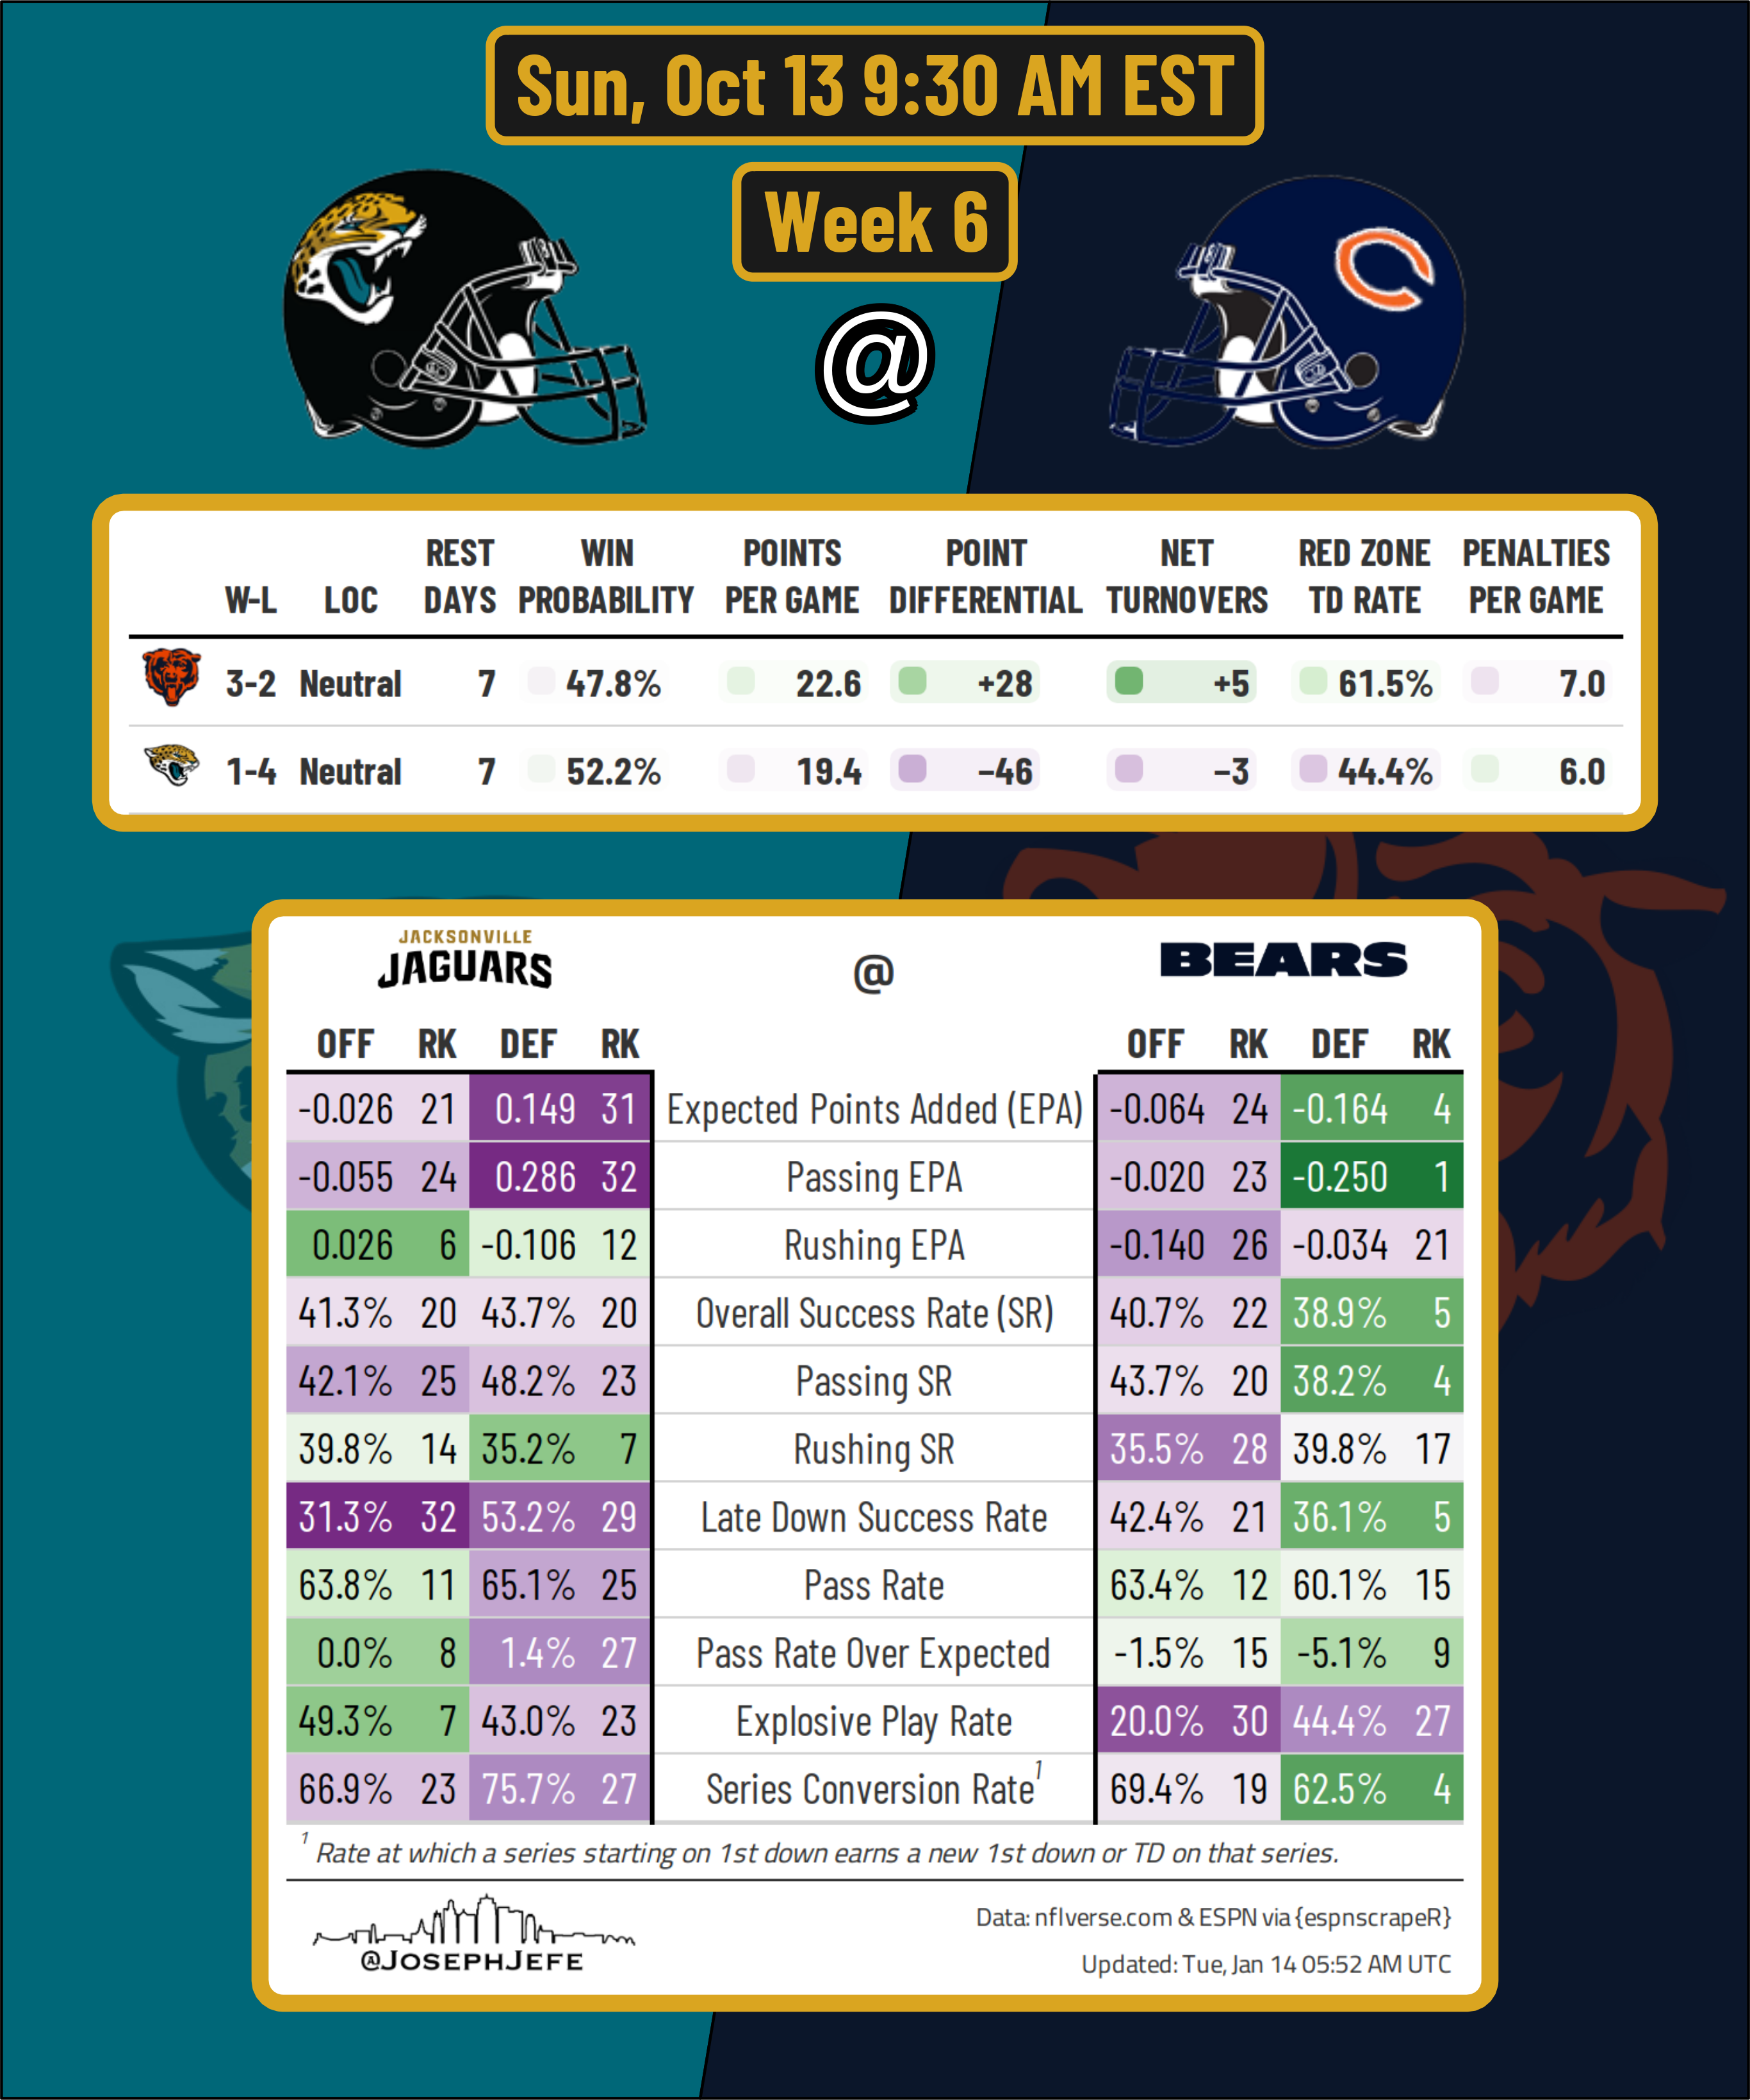 Sun, Oct 13 9:30 AM EST
Week 6
@
W-L LOC REST DAYS WIN PROBABILITY POINTS PER GAME POINT DIFFERENTIAL NET TURNOVERS RED ZONE TD RATE PENALTIES PER GAME
3-2 Neutral 7 47.8% 22.6 +28 +5 61.5% 7.0
1-4 Neutral 7 52.2% 19.4 −46 −3 44.4% 6.0
JACKSONVILLE
JAGUARS @ BEARS
OFF RK DEF RK OFF RK DEF RK
-0.026 21 0.149 31 Expected Points Added (EPA) -0.064 24 -0.164 4
-0.055 24 0.286 32 Passing EPA -0.020 23 -0.250 1
0.026 6 -0.106 12 Rushing EPA -0.140 26 -0.034 21
41.3% 20 43.7% 20 Overall Success Rate (SR) 40.7% 22 38.9% 5
42.1% 25 48.2% 23 Passing SR 43.7% 20 38.2% 4
39.8% 14 35.2% 7 Rushing SR 35.5% 28 39.8% 17
31.3% 32 53.2% 29 Late Down Success Rate 42.4% 21 36.1% 5
63.8% 11 65.1% 25 Pass Rate 63.4% 12 60.1% 15
0.0% 8 1.4% 27 Pass Rate Over Expected -1.5% 15 -5.1% 9
49.3% 7 43.0% 23 Explosive Play Rate 20.0% 30 44.4% 27
66.9% 23 75.7% 27 Series Conversion Rate1 69.4% 19 62.5% 4
1 Rate at which a series starting on 1st down earns a new 1st down or TD on that series.
@JOSEPHJEFE
Data: nflverse.com & ESPN via {espnscrapeR}
Updated: Tue, Jan 14 05:52 AM UTC